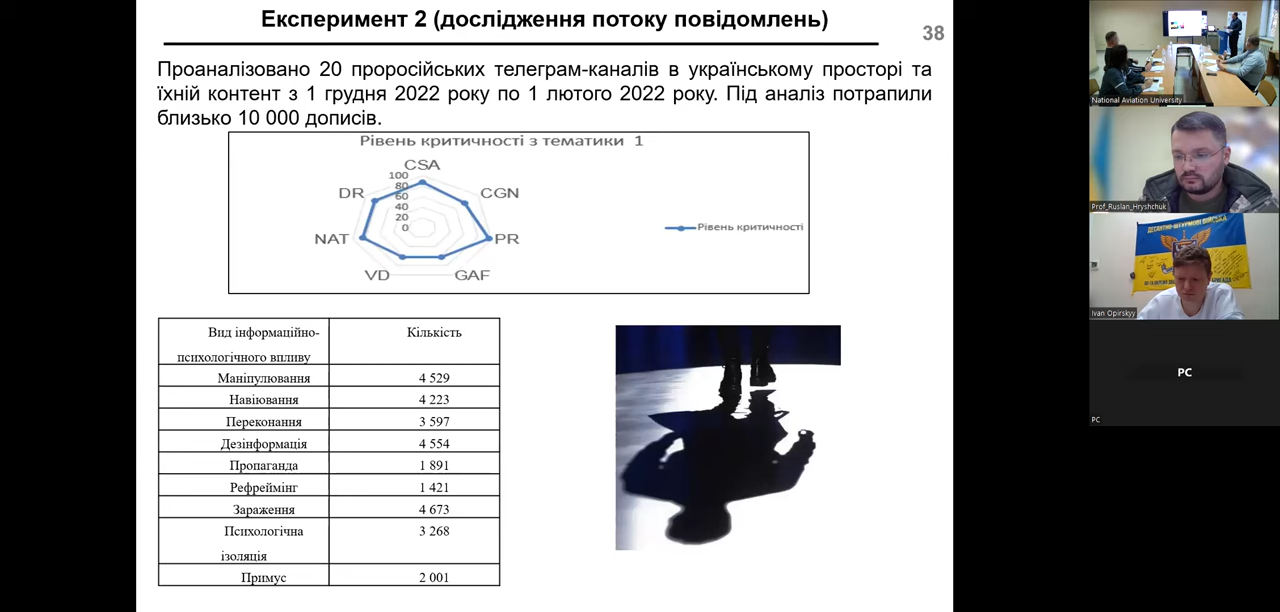 Експеримент 2 (дослідження потоку повідомлень)
38
Проаналізовано 20 проросійських телеграм-каналів в українському просторі та
їхній контент з 1 грудня 2022 року по 1 лютого 2022 року. Під аналіз потрапили
близько 10 000 дописів.
Рівень критичності з тематики 1
CSA
100
80
60
40
20
0
DR
CGN
NAT
PR
VD
GAF
Рівень критичності
Вид інформаційно-
психологічного впливу
Кількість
Маніпулювання 4 529
Навіювання 4 223
Переконання 3 597
Дезінформація 4 554
Пропаганда 1 891
Рефреймінг 1 421
Зараження 4 673
Психологічна 3 268
ізоляція
Примус 2 001
National Aviation University
Prof_Ruslan_Hryshchuk
ДЕСАНТНО-ШТУРМОВІ ВІЙСЬКА
БРИГАДА
Ivan Opirskyy
PC
PC